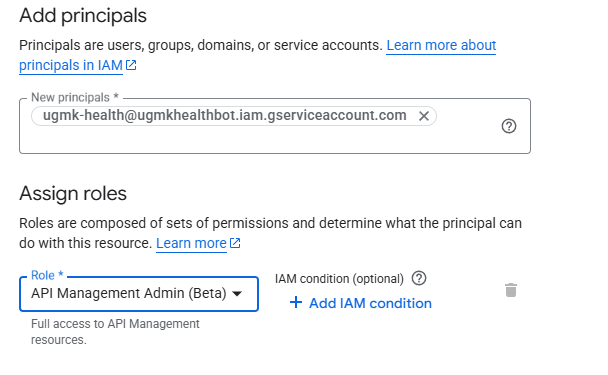 Add principals
Principals are users, groups, domains, or service accounts. Learn more about
principals in IAM
New principals *
ugmk-health@ugmkhealthbot.iam.gserviceaccount.com
Assign roles
Roles are composed of sets of permissions and determine what the principal can
do with this resource. Learn more
Role *
API Management Admin (Beta)
IAM condition (optional)
+ Add IAM condition
Full access to API Management
resources.